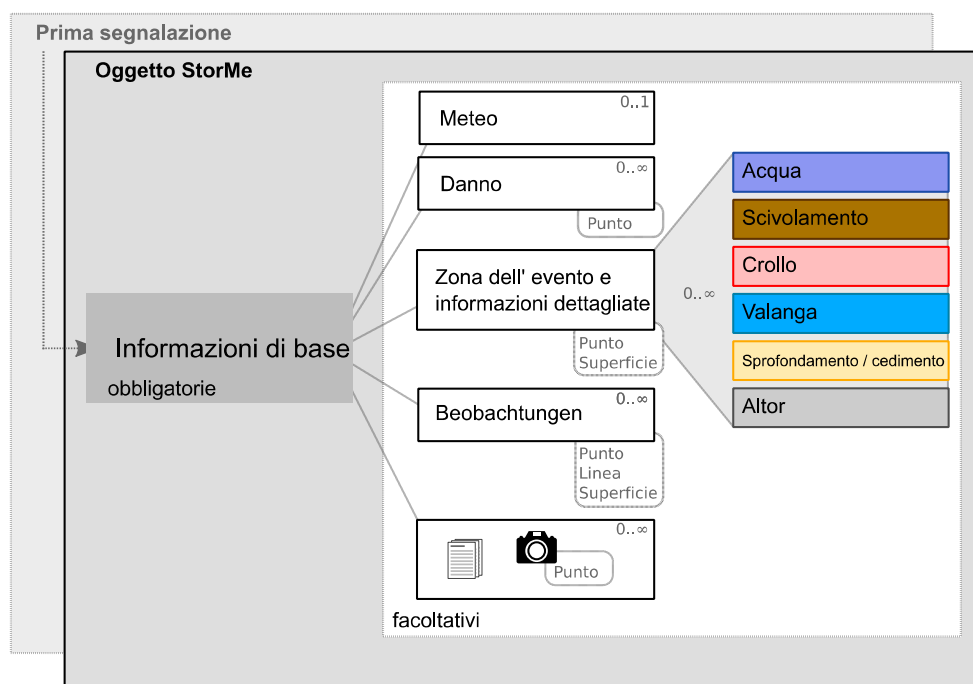 Prima segnalazione
Oggetto StorMe
Informazioni di base
obbligatorie
0..1
Meteo
0..∞
Danno
Punto
Zona dell' evento e
informazioni dettagliate
Punto
Superficie
0..∞
Acqua
Scivolamento
Crollo
Valanga
Sprofondamento / cedimento
Altor
0..∞
Beobachtungen
Punto
Linea
Superficie
0..∞
Punto
facoltativi